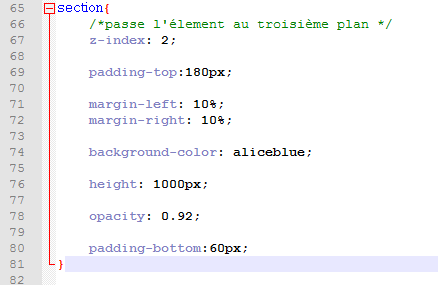 65 section{
66 /*passe l'élement au troisième plan */
67 z-index: 2;
68
69 padding-top:180px;
70
71 margin-left: 10%;
72 margin-right: 10%;
73
74 background-color: aliceblue;
75
76 height: 1000px;
77
78 opacity: 0.92;
79
80 padding-bottom:60px;
81 }
82